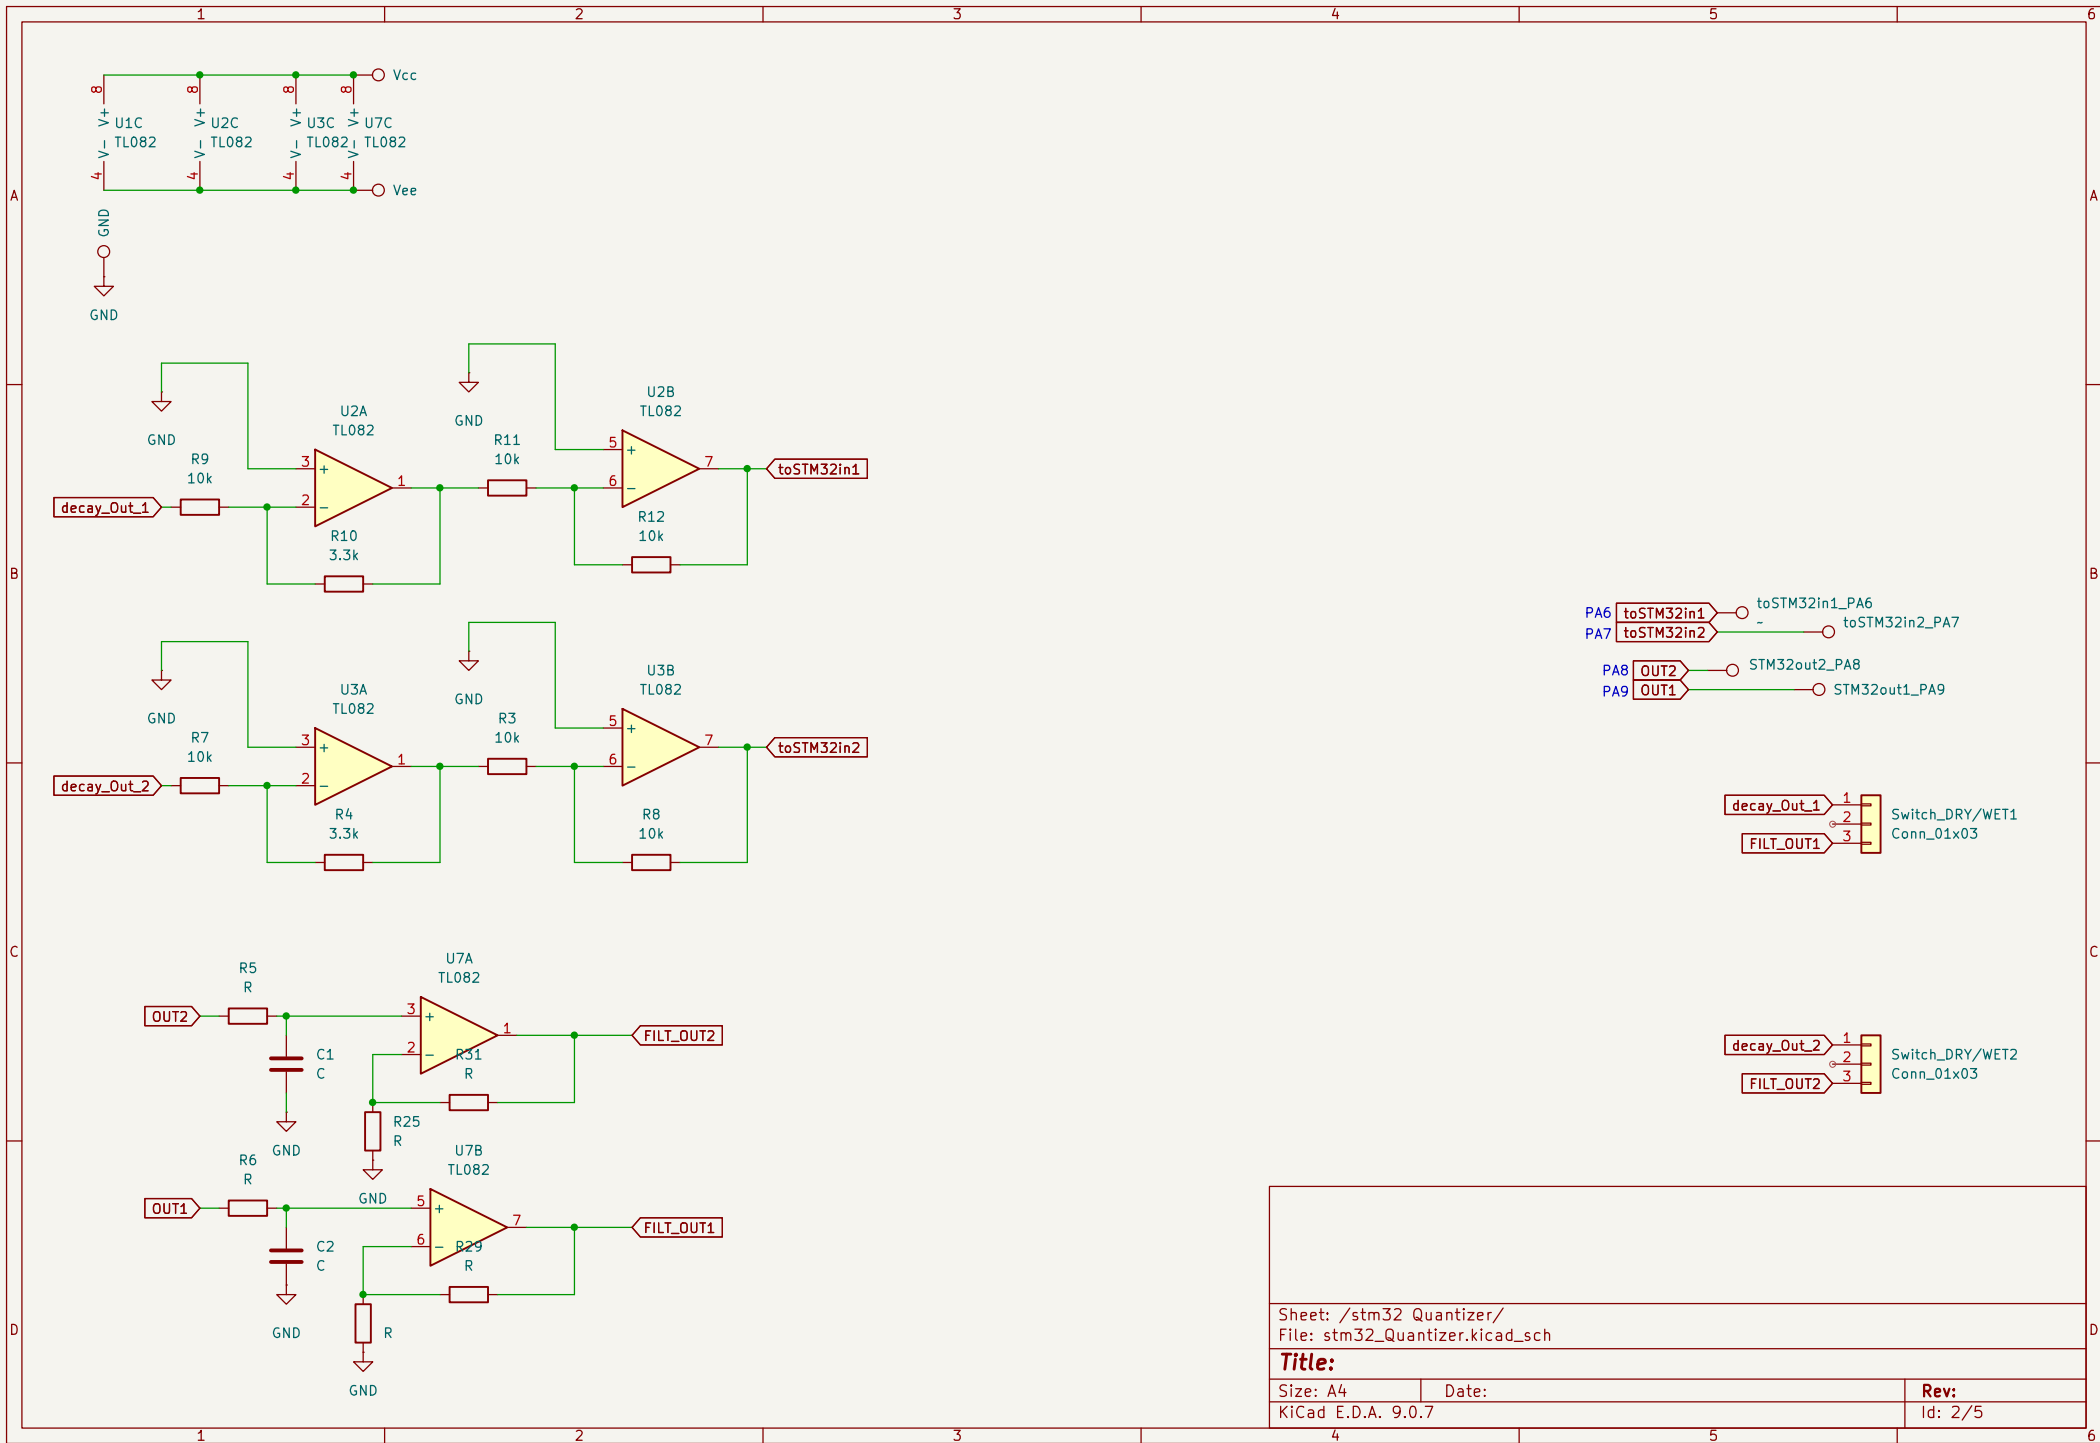 1 2 3 4 5 6
A
B
C
D
A
B
C
D
1 2 3 4 5 6
8 8 8 8 Vcc
V+ V+ V+ V+
U1C U2C U3C U7C
TL082 TL082 TL082 TL082
V- V- V- V-
4 4 4 4 Vee
GND
GND
GND
GND
U2A
TL082
R9
10k
3
+
2
-
1
decay_Out_1
R10
3.3k
R11
10k
U2B
TL082
5
+
6
-
7
toSTM32in1
R12
10k
GND
GND
U3A
TL082
R7
10k
3
+
2
-
1
decay_Out_2
R4
3.3k
R3
10k
U3B
TL082
5
+
6
-
7
toSTM32in2
R8
10k
PA6 toSTM32in1 toSTM32in1_PA6
~
PA7 toSTM32in2 toSTM32in2_PA7
PA8 OUT2 STM32out2_PA8
PA9 OUT1 STM32out1_PA9
decay_Out_1 1
2
FILT_OUT1 3
Switch_DRY/WET1
Conn_01x03
decay_Out_2 1
2
FILT_OUT2 3
Switch_DRY/WET2
Conn_01x03
U7A
TL082
R5
R
OUT2
3
+
2
-
1
FILT_OUT2
C1
C
R31
R
R25
R
GND
GND
U7B
TL082
R6
R
OUT1
5
+
6
-
7
FILT_OUT1
C2
C
R29
R
R
GND
GND
Sheet: /stm32 Quantizer/
File: stm32_Quantizer.kicad_sch
Title:
Size: A4 Date: Rev:
KiCad E.D.A. 9.0.7 Id: 2/5